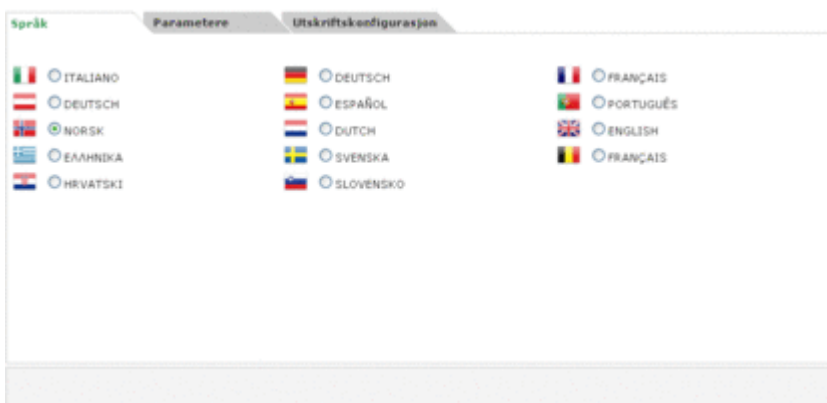 Språk Parametere Utskriftskonfigurasjon
ITALIANO DEUTSCH FRANÇAIS
DEUTSCH ESPAÑOL PORTUGUÊS
NORSK DUTCH ENGLISH
ΕΛΛΗΝΙΚΑ SVENSKA FRANÇAIS
HRVATSKI SLOVENSKO